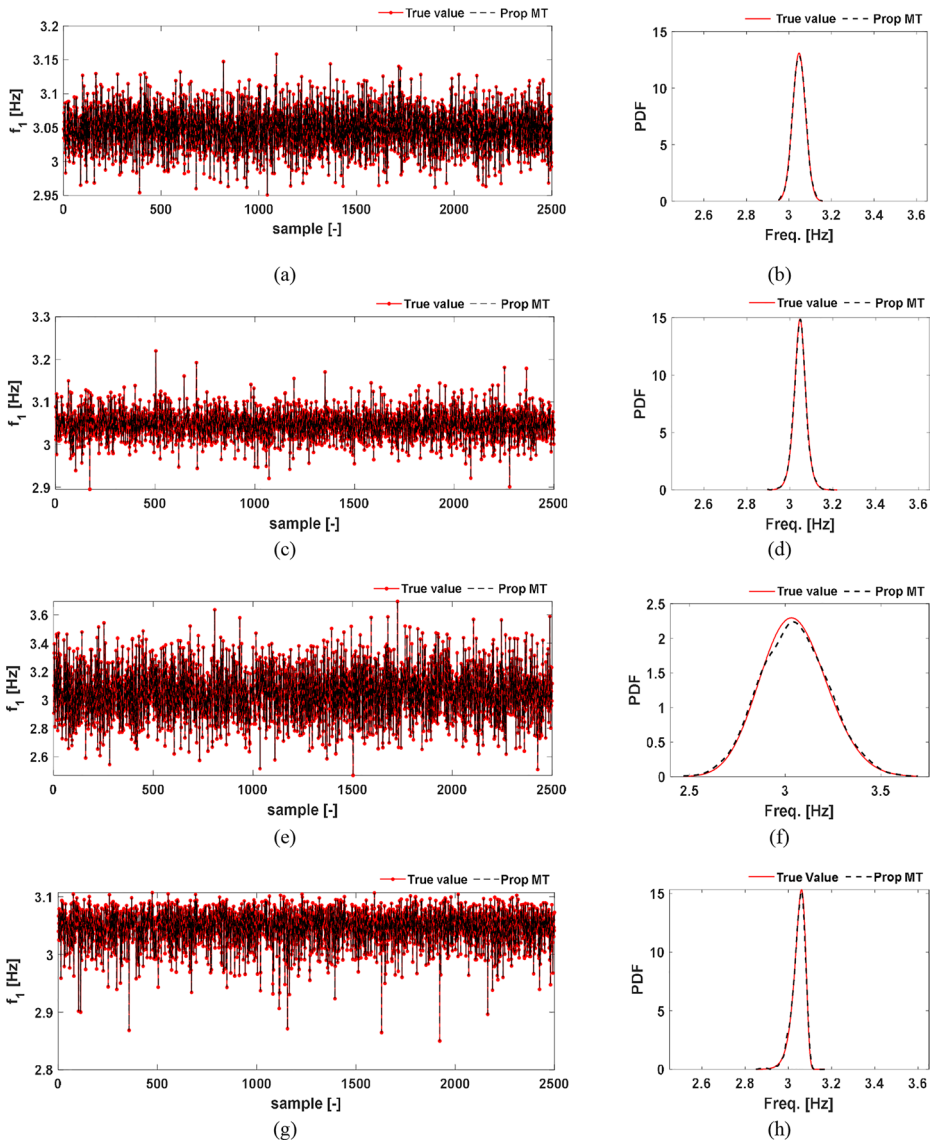 True value Prop MT
3.2
3.15
3.1
3.05
3
2.95
f1 [Hz]
0 500 1000 1500 2000 2500
sample [-]
(a)
True value Prop MT
15
10
5
0
PDF
2.6 2.8 3 3.2 3.4 3.6
Freq. [Hz]
(b)
True value Prop MT
3.3
3.2
3.1
3
2.9
f1 [Hz]
0 500 1000 1500 2000 2500
sample [-]
(c)
True value Prop MT
15
10
5
0
PDF
2.6 2.8 3 3.2 3.4 3.6
Freq. [Hz]
(d)
True value Prop MT
3.6
3.4
3.2
3.0
2.8
2.6
f1 [Hz]
0 500 1000 1500 2000 2500
sample [-]
(e)
True value Prop MT
2.5
2
1.5
1
0.5
0
PDF
2.5 3 3.5
Freq. [Hz]
(f)
True value Prop MT
3.1
3
2.9
2.8
f1 [Hz]
0 500 1000 1500 2000 2500
sample [-]
(g)
True Value Prop MT
15
10
5
0
PDF
2.6 2.8 3 3.2 3.4 3.6
Freq. [Hz]
(h)